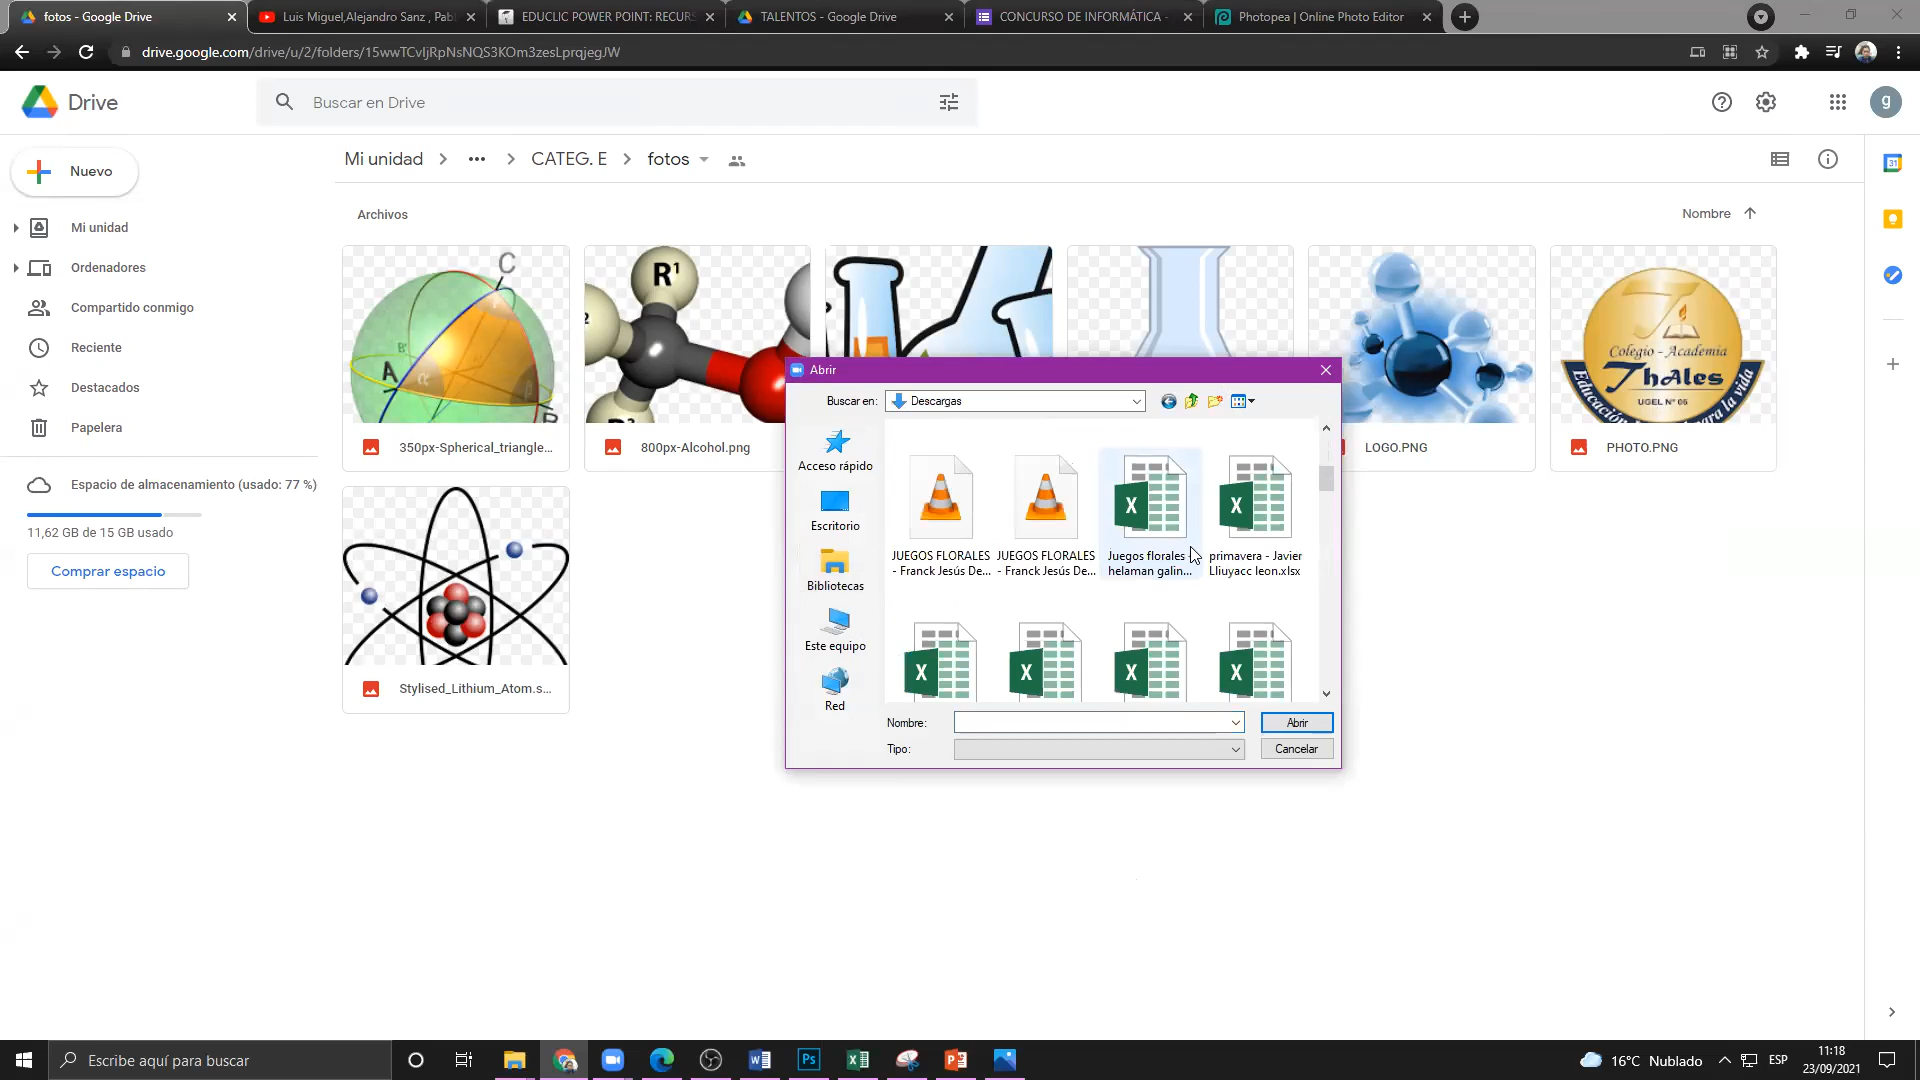 fotos - Google Drive
Luis Miguel,Alejandro Sanz , Pabl
EDUCLIC POWER POINT: RECURS
TALENTOS - Google Drive
CONCURSO DE INFORMÁTICA -
Photopea | Online Photo Editor
drive.google.com/drive/u/2/folders/15wwTCvIjRpNsNQS3KOm3zesLprqjegJW
Drive
Buscar en Drive
g
Nuevo
Mi unidad
CATEG. E
fotos
Mi unidad
Ordenadores
Compartido conmigo
Reciente
Destacados
Papelera
Espacio de almacenamiento (usado: 77 %)
11,62 GB de 15 GB usado
Comprar espacio
Archivos
Nombre
31
C
A
B
R¹
2
Colegio - Academia
Thales
UGEL Nº 05
Educación para la vida
350px-Spherical_triangle...
800px-Alcohol.png
LOGO.PNG
PHOTO.PNG
Stylised_Lithium_Atom.s...
Abrir
Buscar en:
Descargas
Acceso rápido
Escritorio
Bibliotecas
Este equipo
Red
JUEGOS FLORALES
- Franck Jesús De...
JUEGOS FLORALES
- Franck Jesús De...
Juegos florales -
helaman galin...
primavera - Javier
Lliuyacc leon.xlsx
Nombre:
Abrir
Tipo:
Cancelar
Escribe aquí para buscar
16°C Nublado
ESP
11:18
23/09/2021